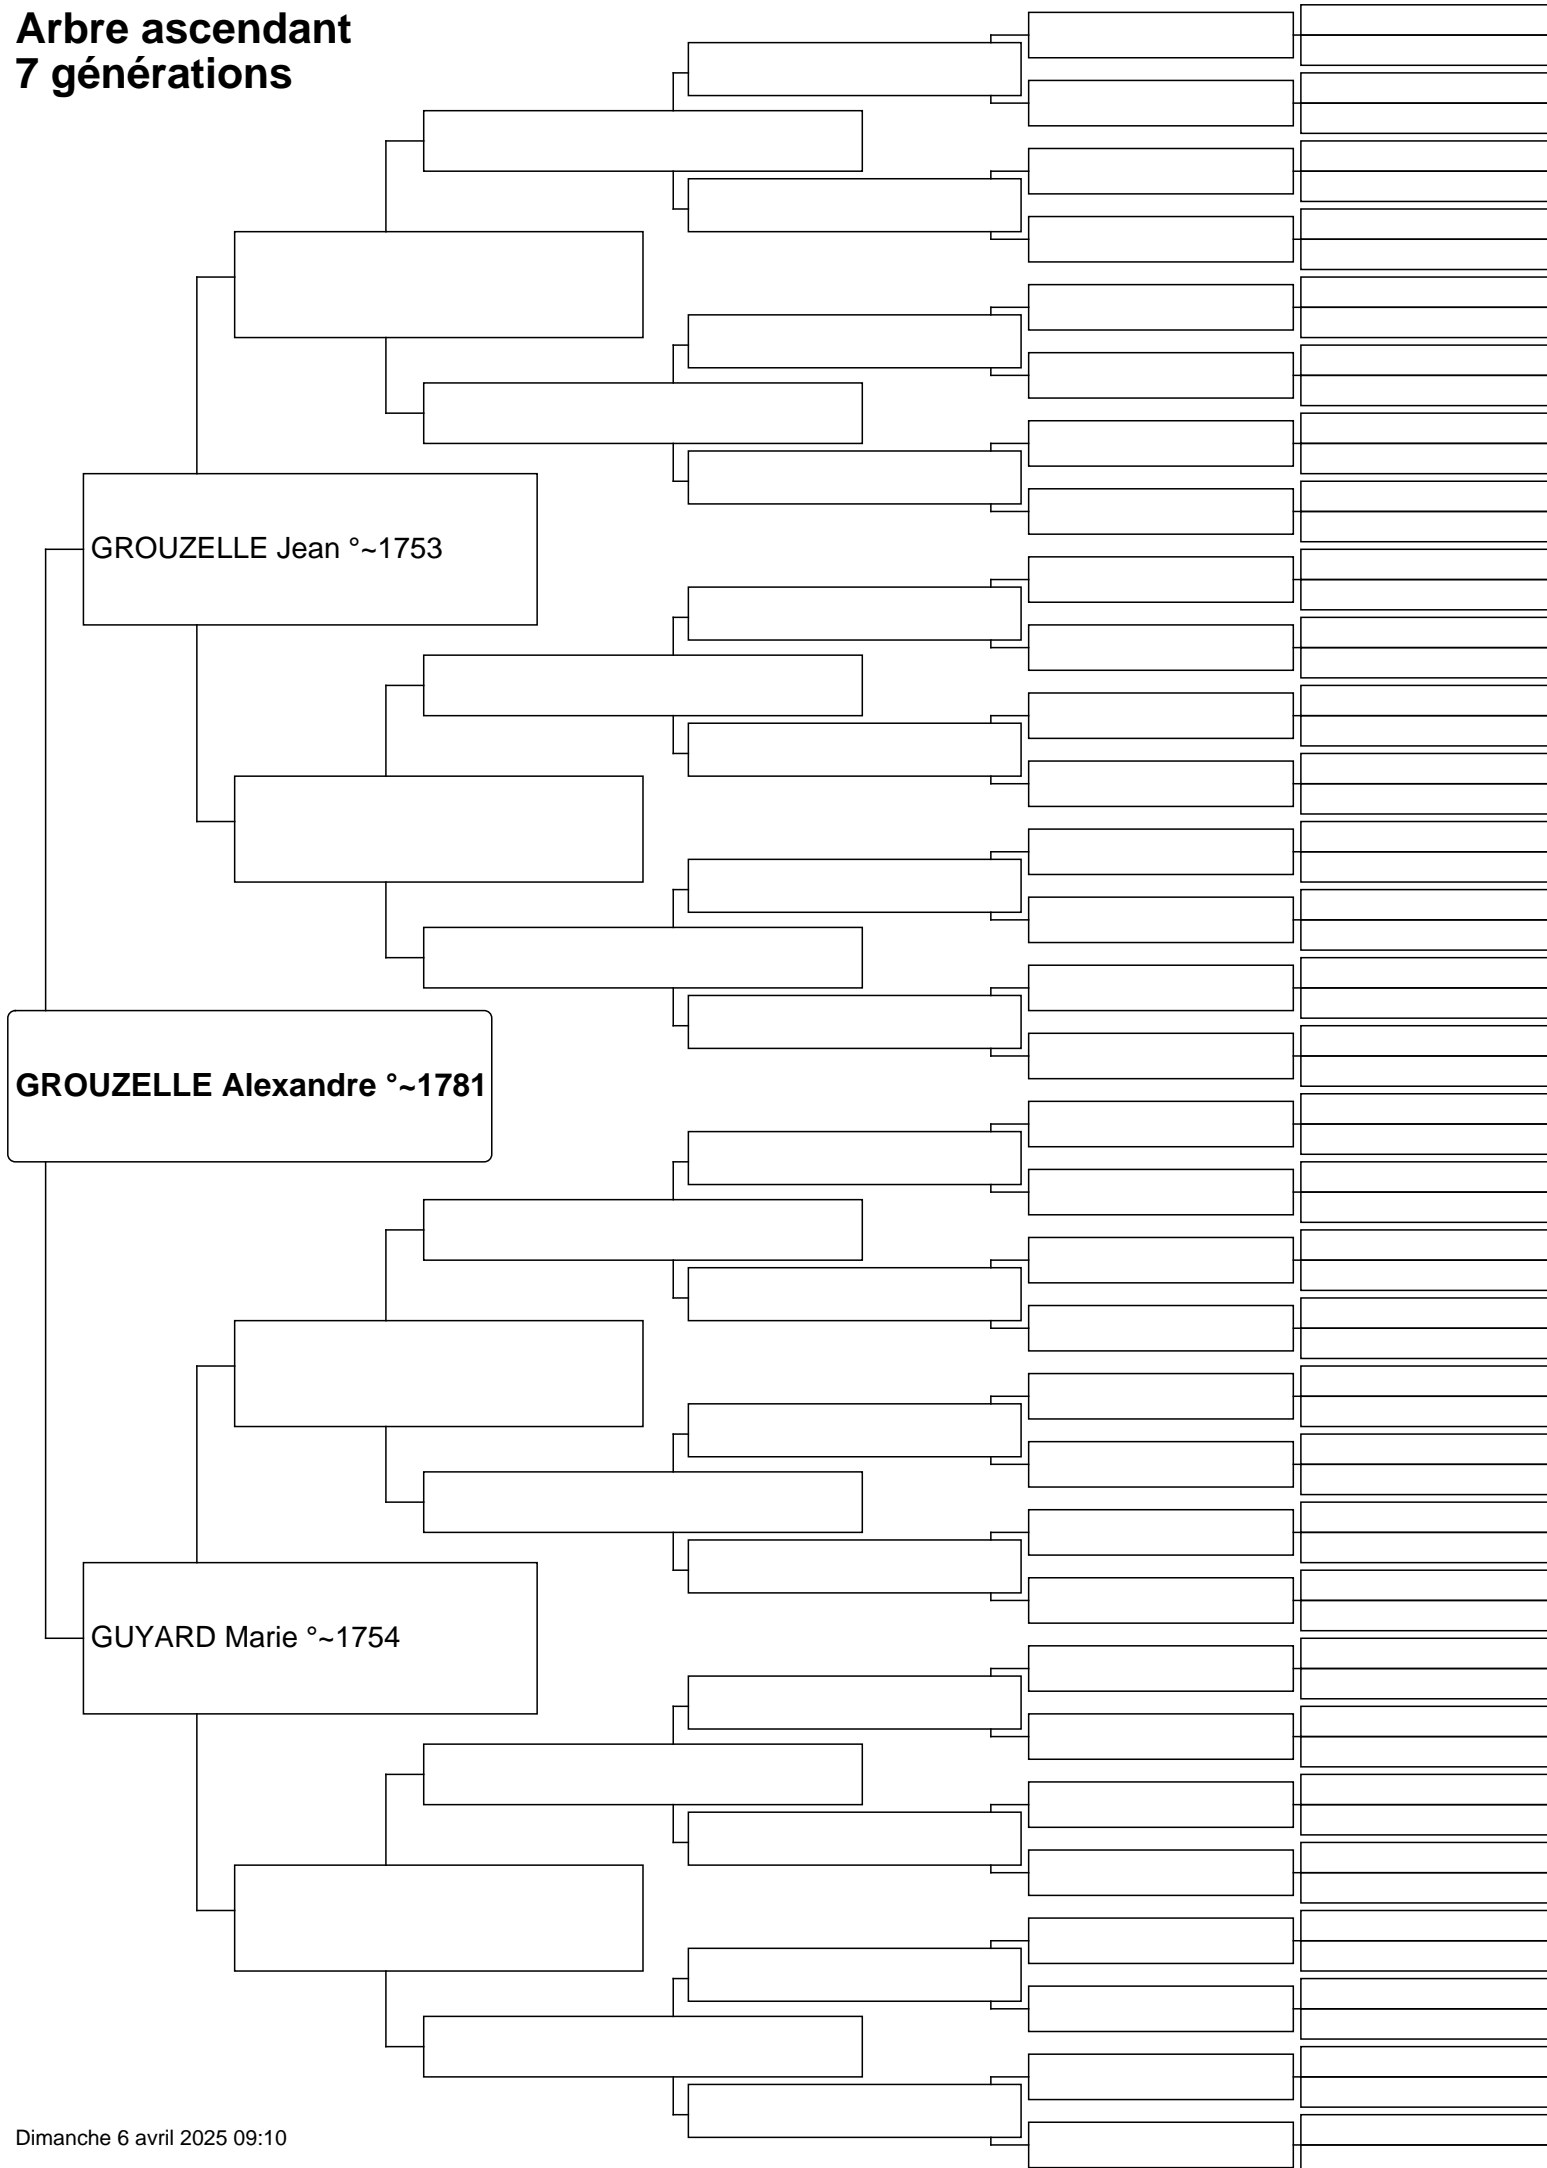 Arbre ascendant
7 générations
GROUZELLE Jean °~1753
GROUZELLE Alexandre °~1781
GUYARD Marie °~1754
Dimanche 6 avril 2025 09:10